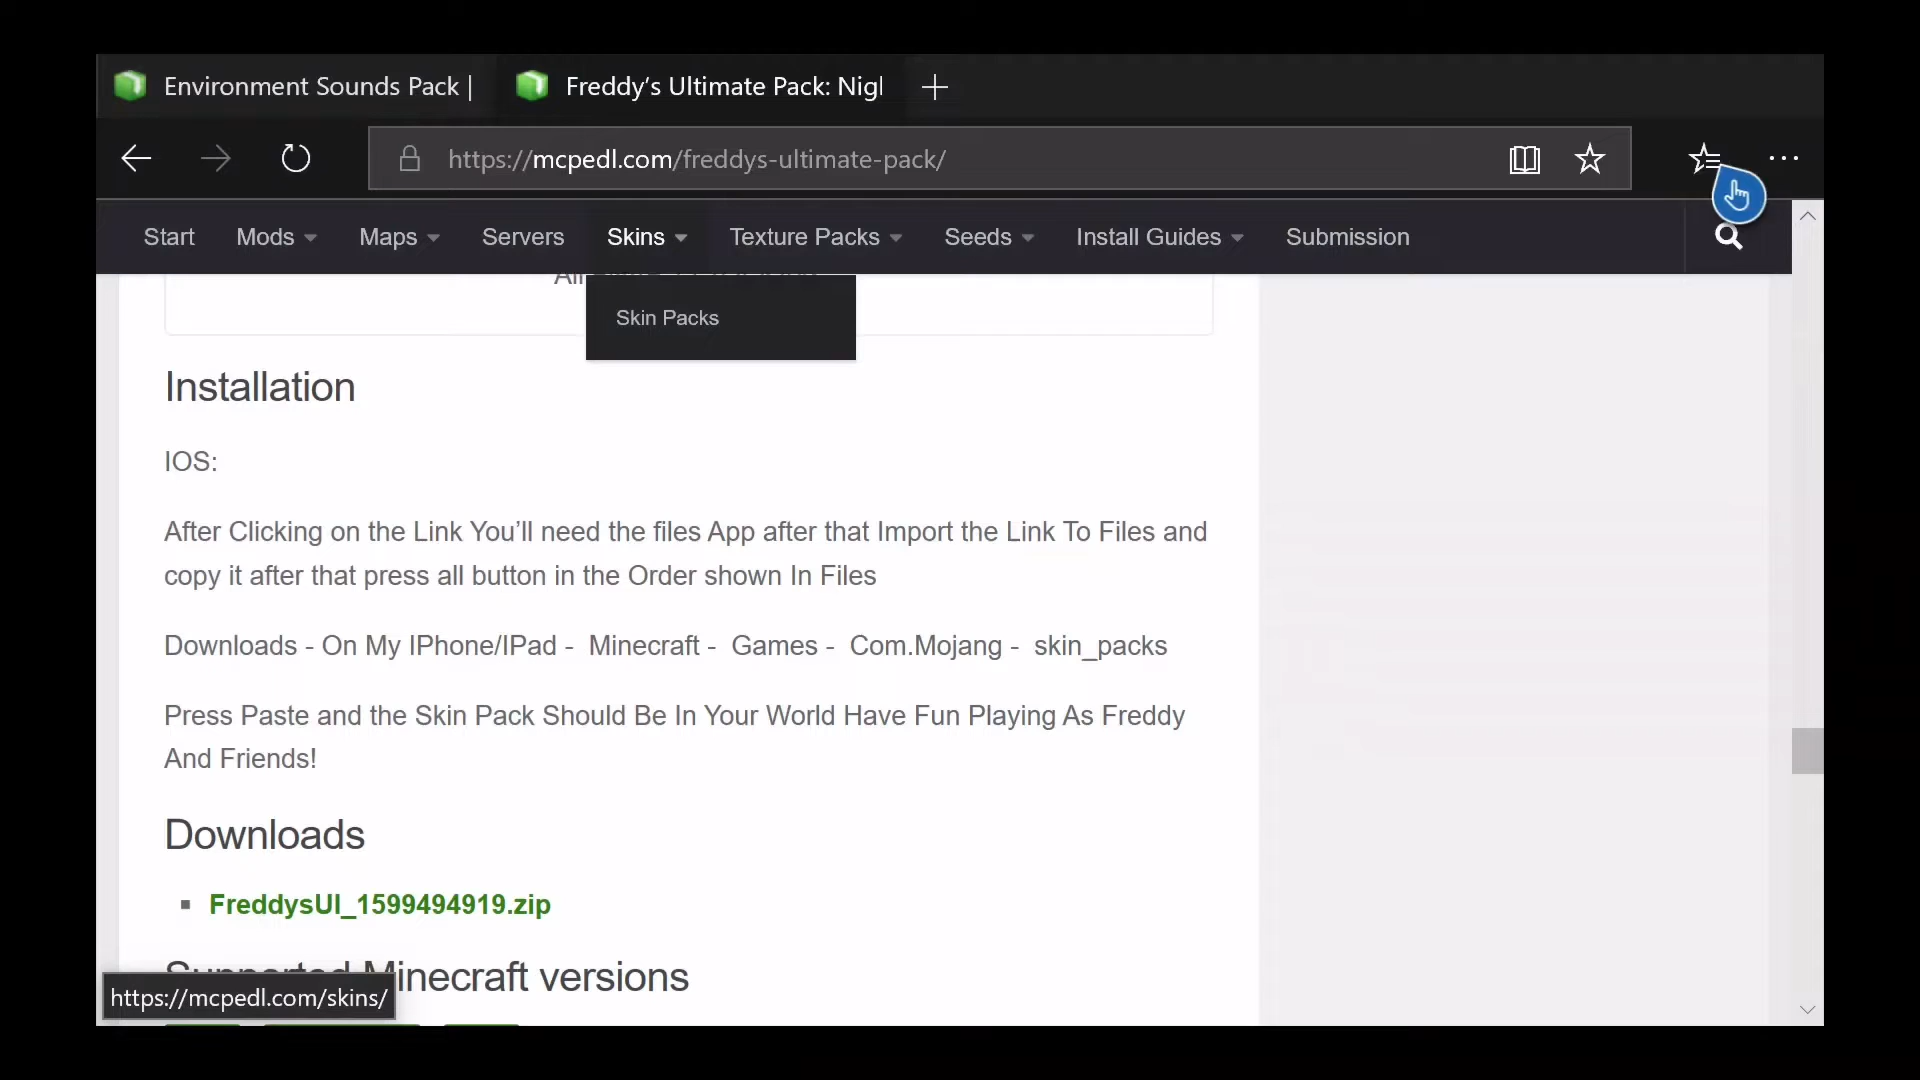 Environment Sounds Pack |
Freddy's Ultimate Pack: Nigl
https://mcpedl.com/freddys-ultimate-pack/
Start Mods Maps Servers Skins Texture Packs Seeds Install Guides Submission
Skin Packs
Installation
IOS:
After Clicking on the Link You’ll need the files App after that Import the Link To Files and
copy it after that press all button in the Order shown In Files
Downloads - On My IPhone/IPad - Minecraft - Games - Com.Mojang - skin_packs
Press Paste and the Skin Pack Should Be In Your World Have Fun Playing As Freddy
And Friends!
Downloads
▪ FreddysUl_1599494919.zip
Supported Minecraft versions
https://mcpedl.com/skins/